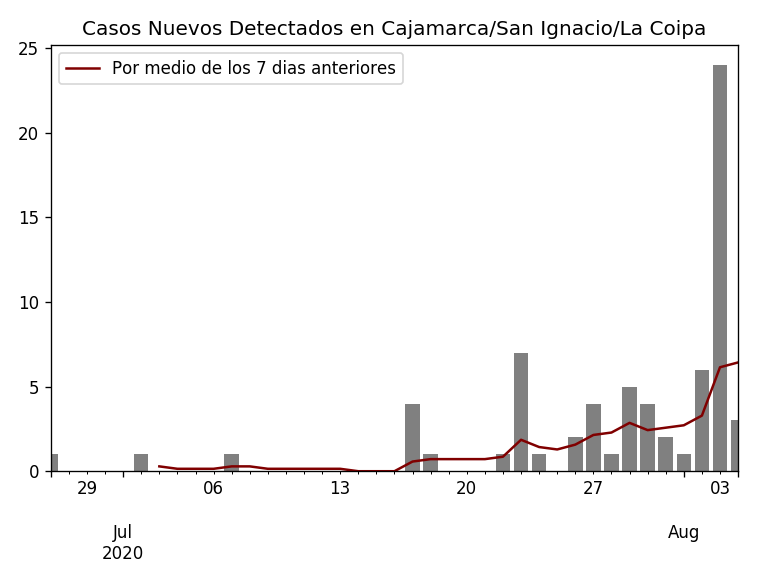 Casos Nuevos Detectados en Cajamarca/San Ignacio/La Coipa
Por medio de los 7 dias anteriores
25
20
15
10
5
0
29 06 13 20 27 03
Jul Aug
2020